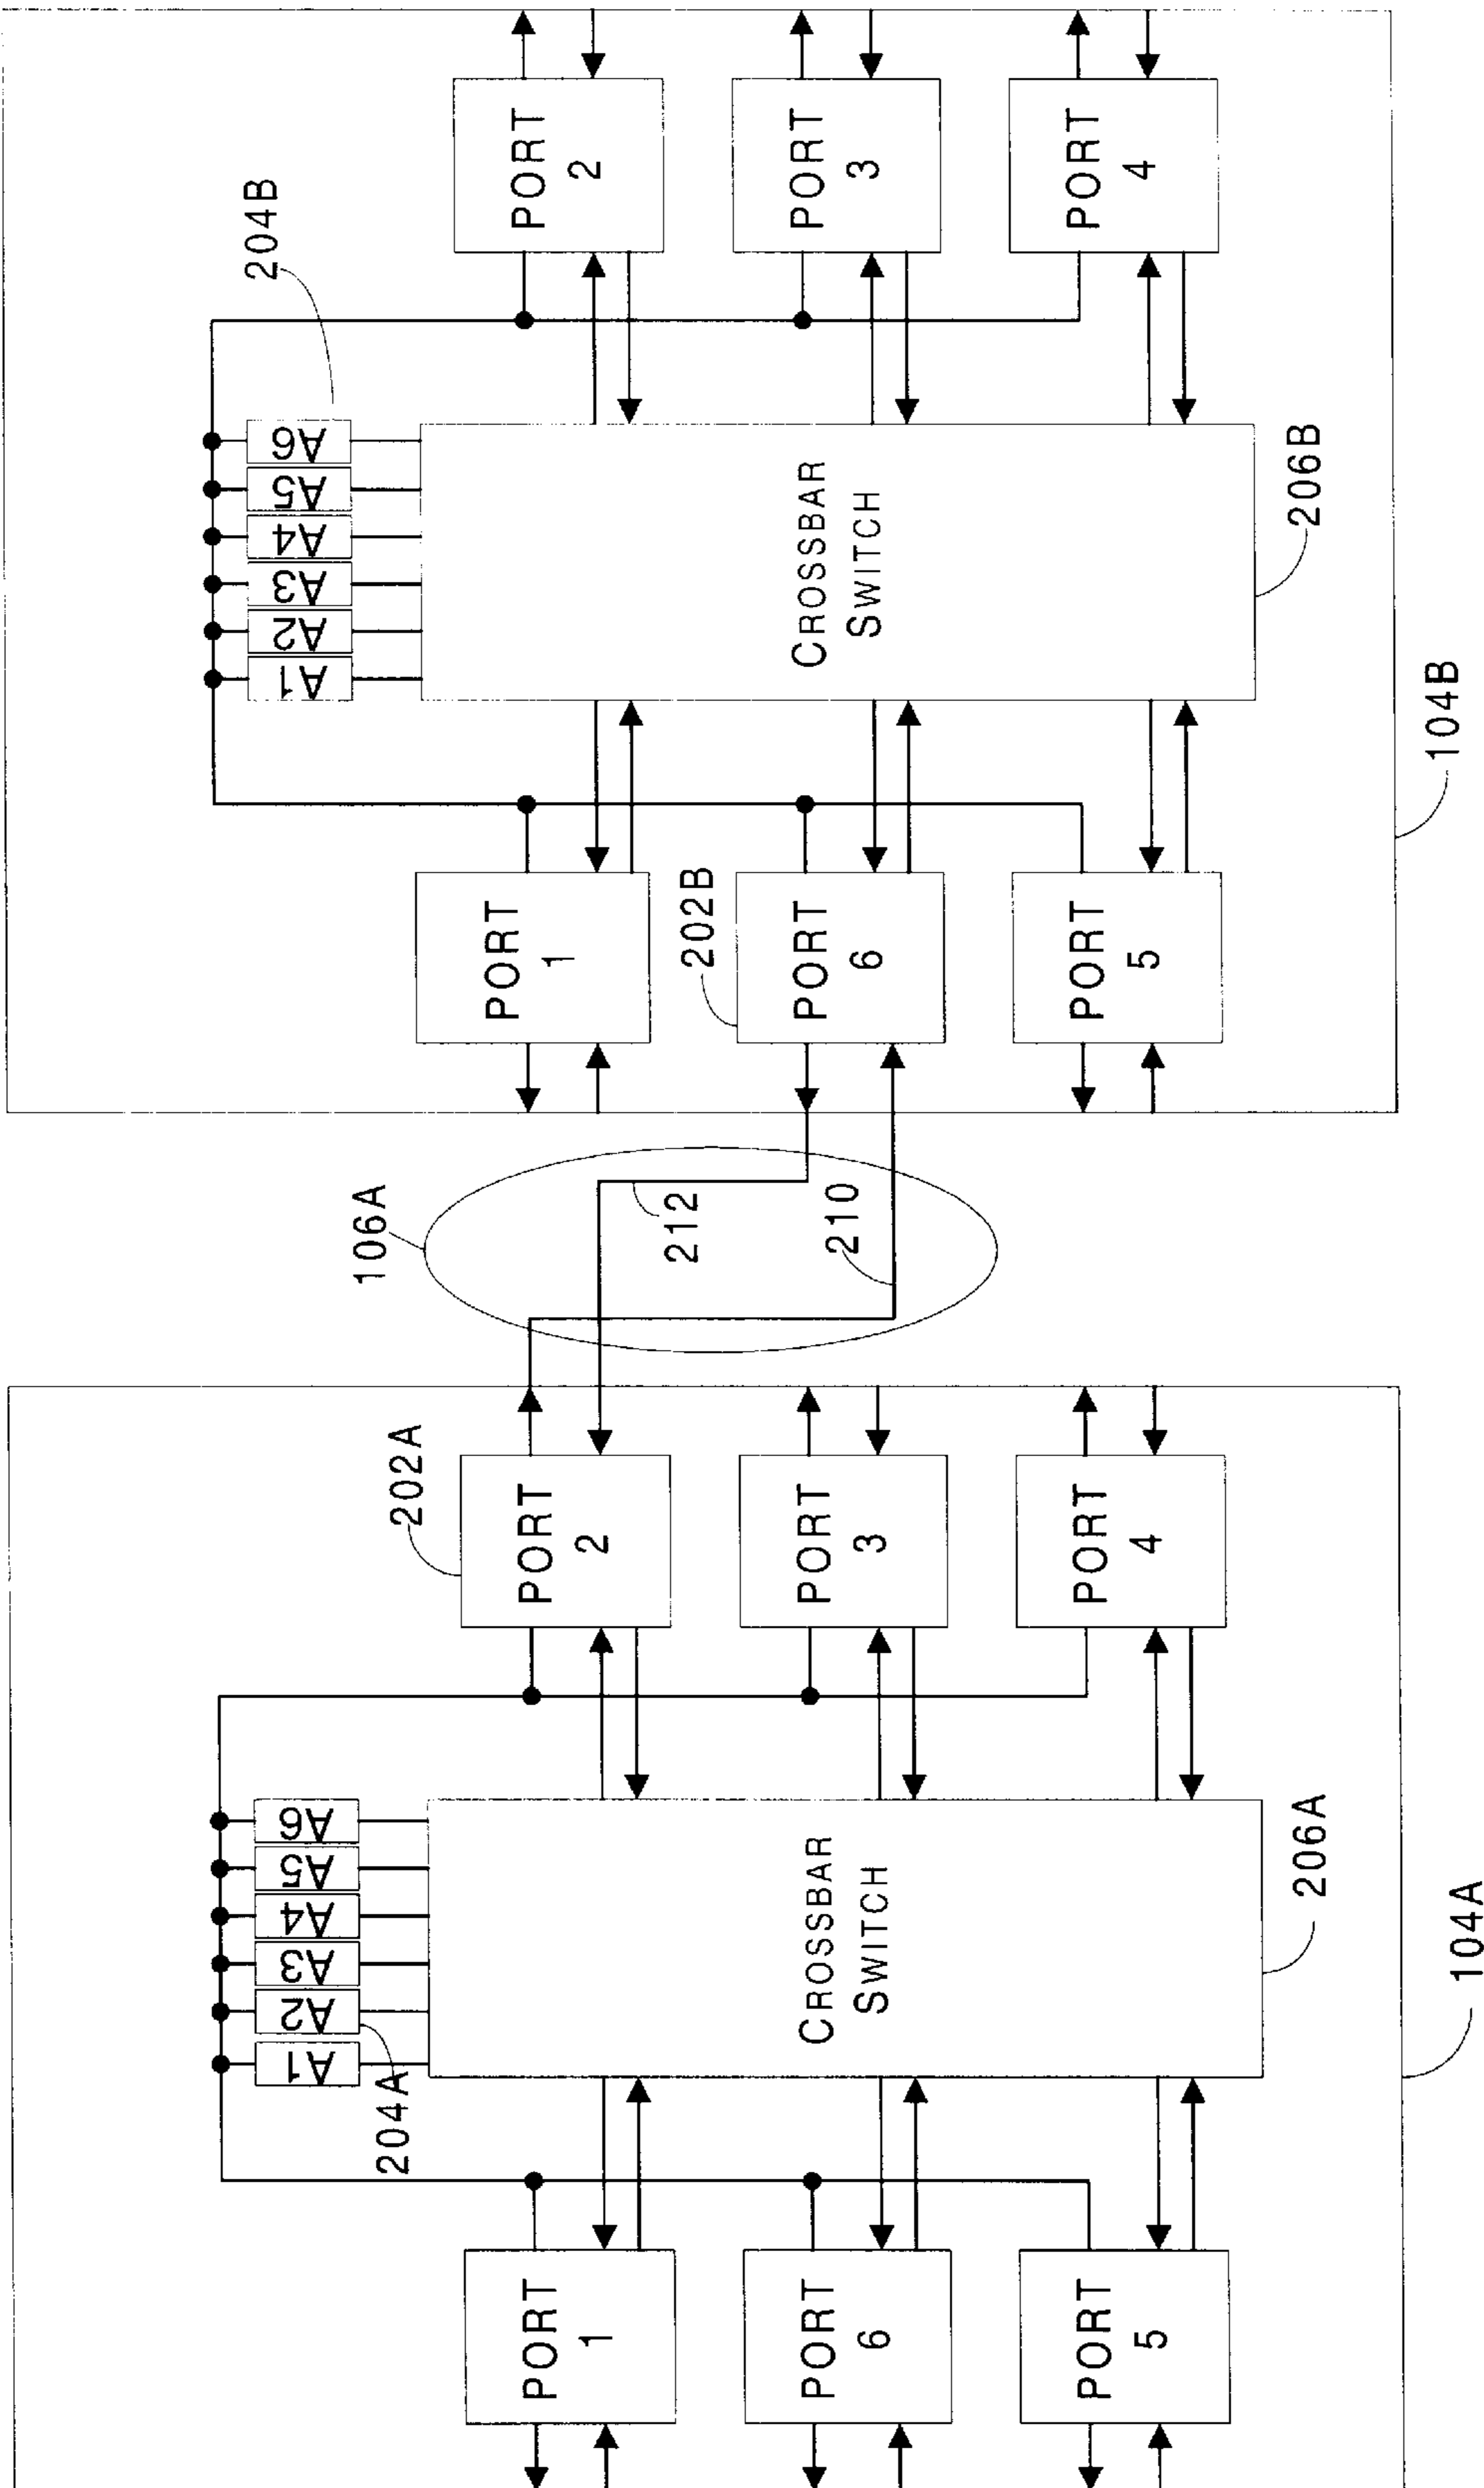 104A
PORT
1
PORT
6
PORT
5
204A
A1
A2
A3
A4
A5
A6
CROSSBAR
SWITCH
206A
202A
PORT
2
PORT
3
PORT
4
106A
212
210
104B
PORT
1
202B
PORT
6
PORT
5
204B
A1
A2
A3
A4
A5
A6
CROSSBAR
SWITCH
206B
PORT
2
PORT
3
PORT
4